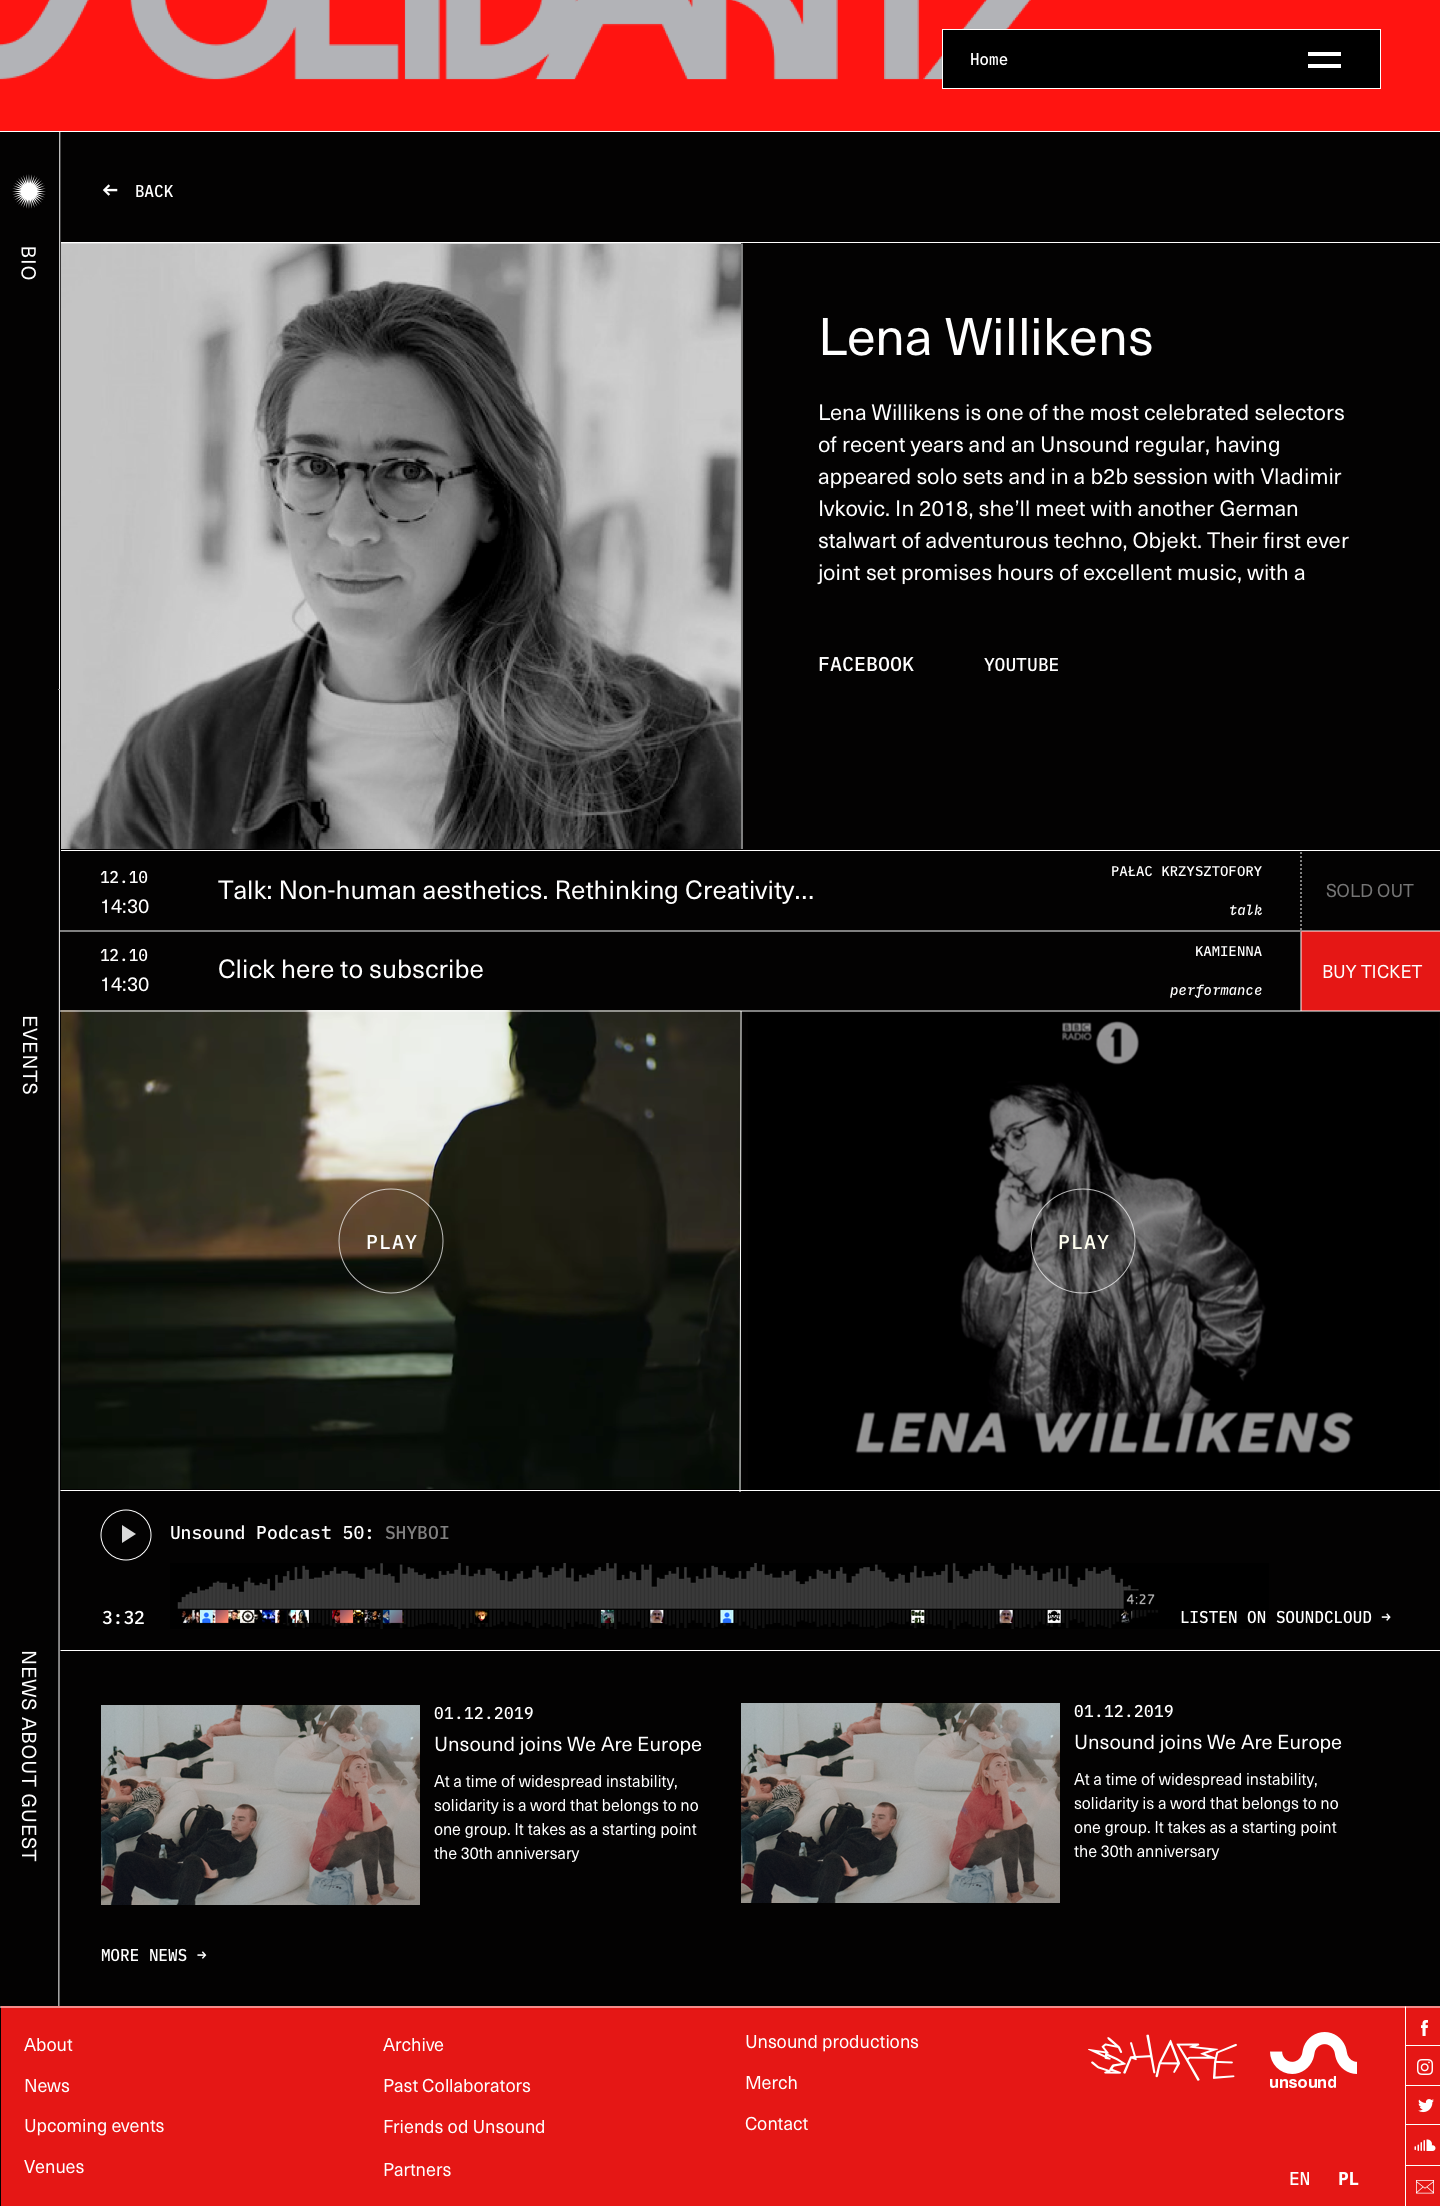 SOLIDARITY
Home
← BACK
BIO
Lena Willikens
Lena Willikens is one of the most celebrated selectors
of recent years and an Unsound regular, having
appeared solo sets and in a b2b session with Vladimir
Ivkovic. In 2018, she’ll meet with another German
stalwart of adventurous techno, Objekt. Their first ever
joint set promises hours of excellent music, with a
FACEBOOK
YOUTUBE
EVENTS
12.10
14:30
Talk: Non-human aesthetics. Rethinking Creativity...
PAŁAC KRZYSZTOFORY
talk
SOLD OUT
12.10
14:30
Click here to subscribe
KAMIENNA
performance
BUY TICKET
PLAY
BBC
RADIO 1
PLAY
LENA WILLIKENS
Unsound Podcast 50: SHYBOI
3:32
4:27
LISTEN ON SOUNDCLOUD →
NEWS ABOUT GUEST
01.12.2019
Unsound joins We Are Europe
At a time of widespread instability,
solidarity is a word that belongs to no
one group. It takes as a starting point
the 30th anniversary
01.12.2019
Unsound joins We Are Europe
At a time of widespread instability,
solidarity is a word that belongs to no
one group. It takes as a starting point
the 30th anniversary
MORE NEWS →
About
News
Upcoming events
Venues
Archive
Past Collaborators
Friends od Unsound
Partners
Unsound productions
Merch
Contact
SHAPE
unsound
EN PL